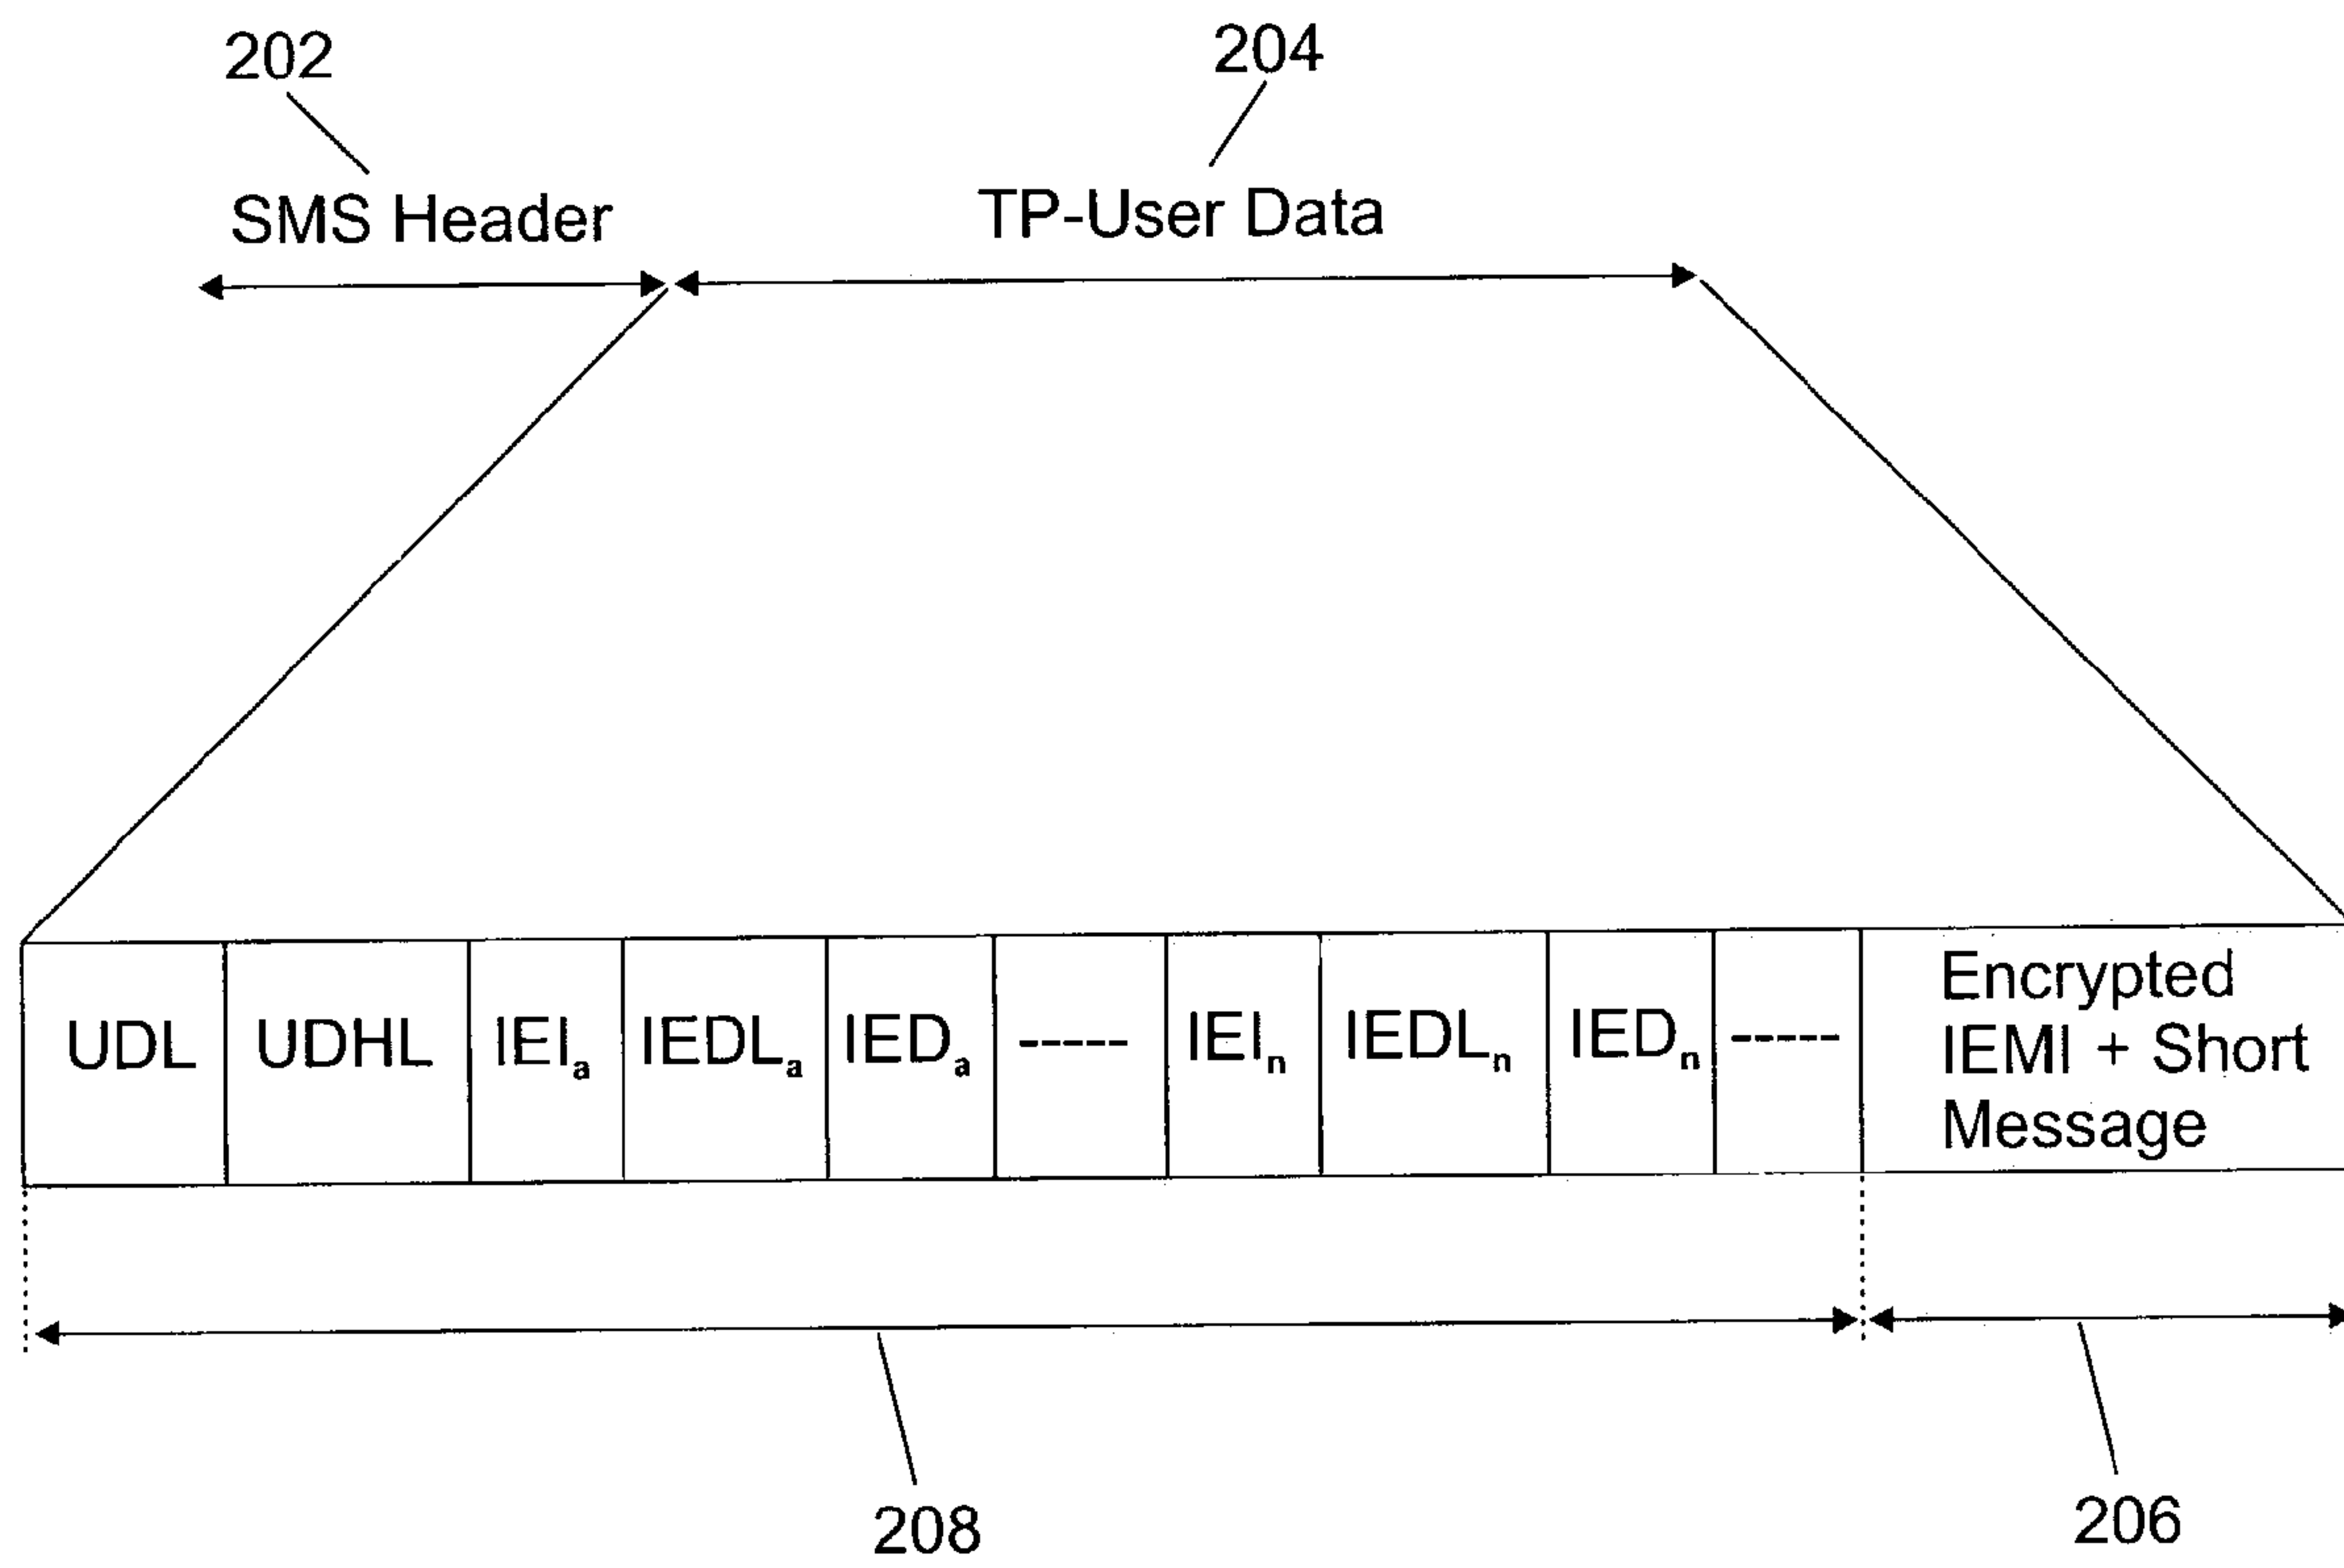 202
204
SMS Header
TP-User Data
UDL UDHL IEIa IEDLa IEDa ----- IEIn IEDLn IEDn ----- Encrypted
IEMI + Short
Message
208
206